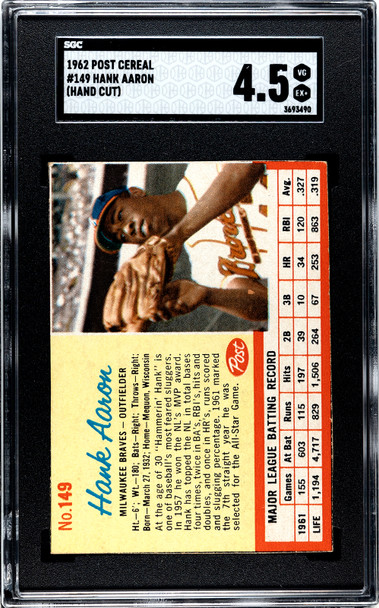 SGC
1962 POST CEREAL
#149 HANK AARON
(HAND CUT)
4.5
VG
EX+
3693490
No.149
Hank Aaron
MILWAUKEE BRAVES — OUTFIELDER
Ht.—6'; Wt.—180; Bats—Right; Throws—Right;
Born—March 27, 1932; Home—Mequon, Wisconsin
At the age of 30 "Hammerin' Hank" is
one of baseball's most feared sluggers.
In 1957 he won the NL's MVP award.
Hank has topped the NL in total bases
four times, twice in BA's, RBI's, hits and
doubles, and once in HR's, runs scored
and slugging percentage. 1961 marked
the 7th straight year he was
selected for the All-Star Game.
Post
MAJOR LEAGUE BATTING RECORD
Games At Bat Runs Hits 2B 3B HR RBI Avg.
1961 155 603 115 197 39 10 34 120 .327
LIFE 1,194 4,717 829 1,506 264 67 253 863 .319